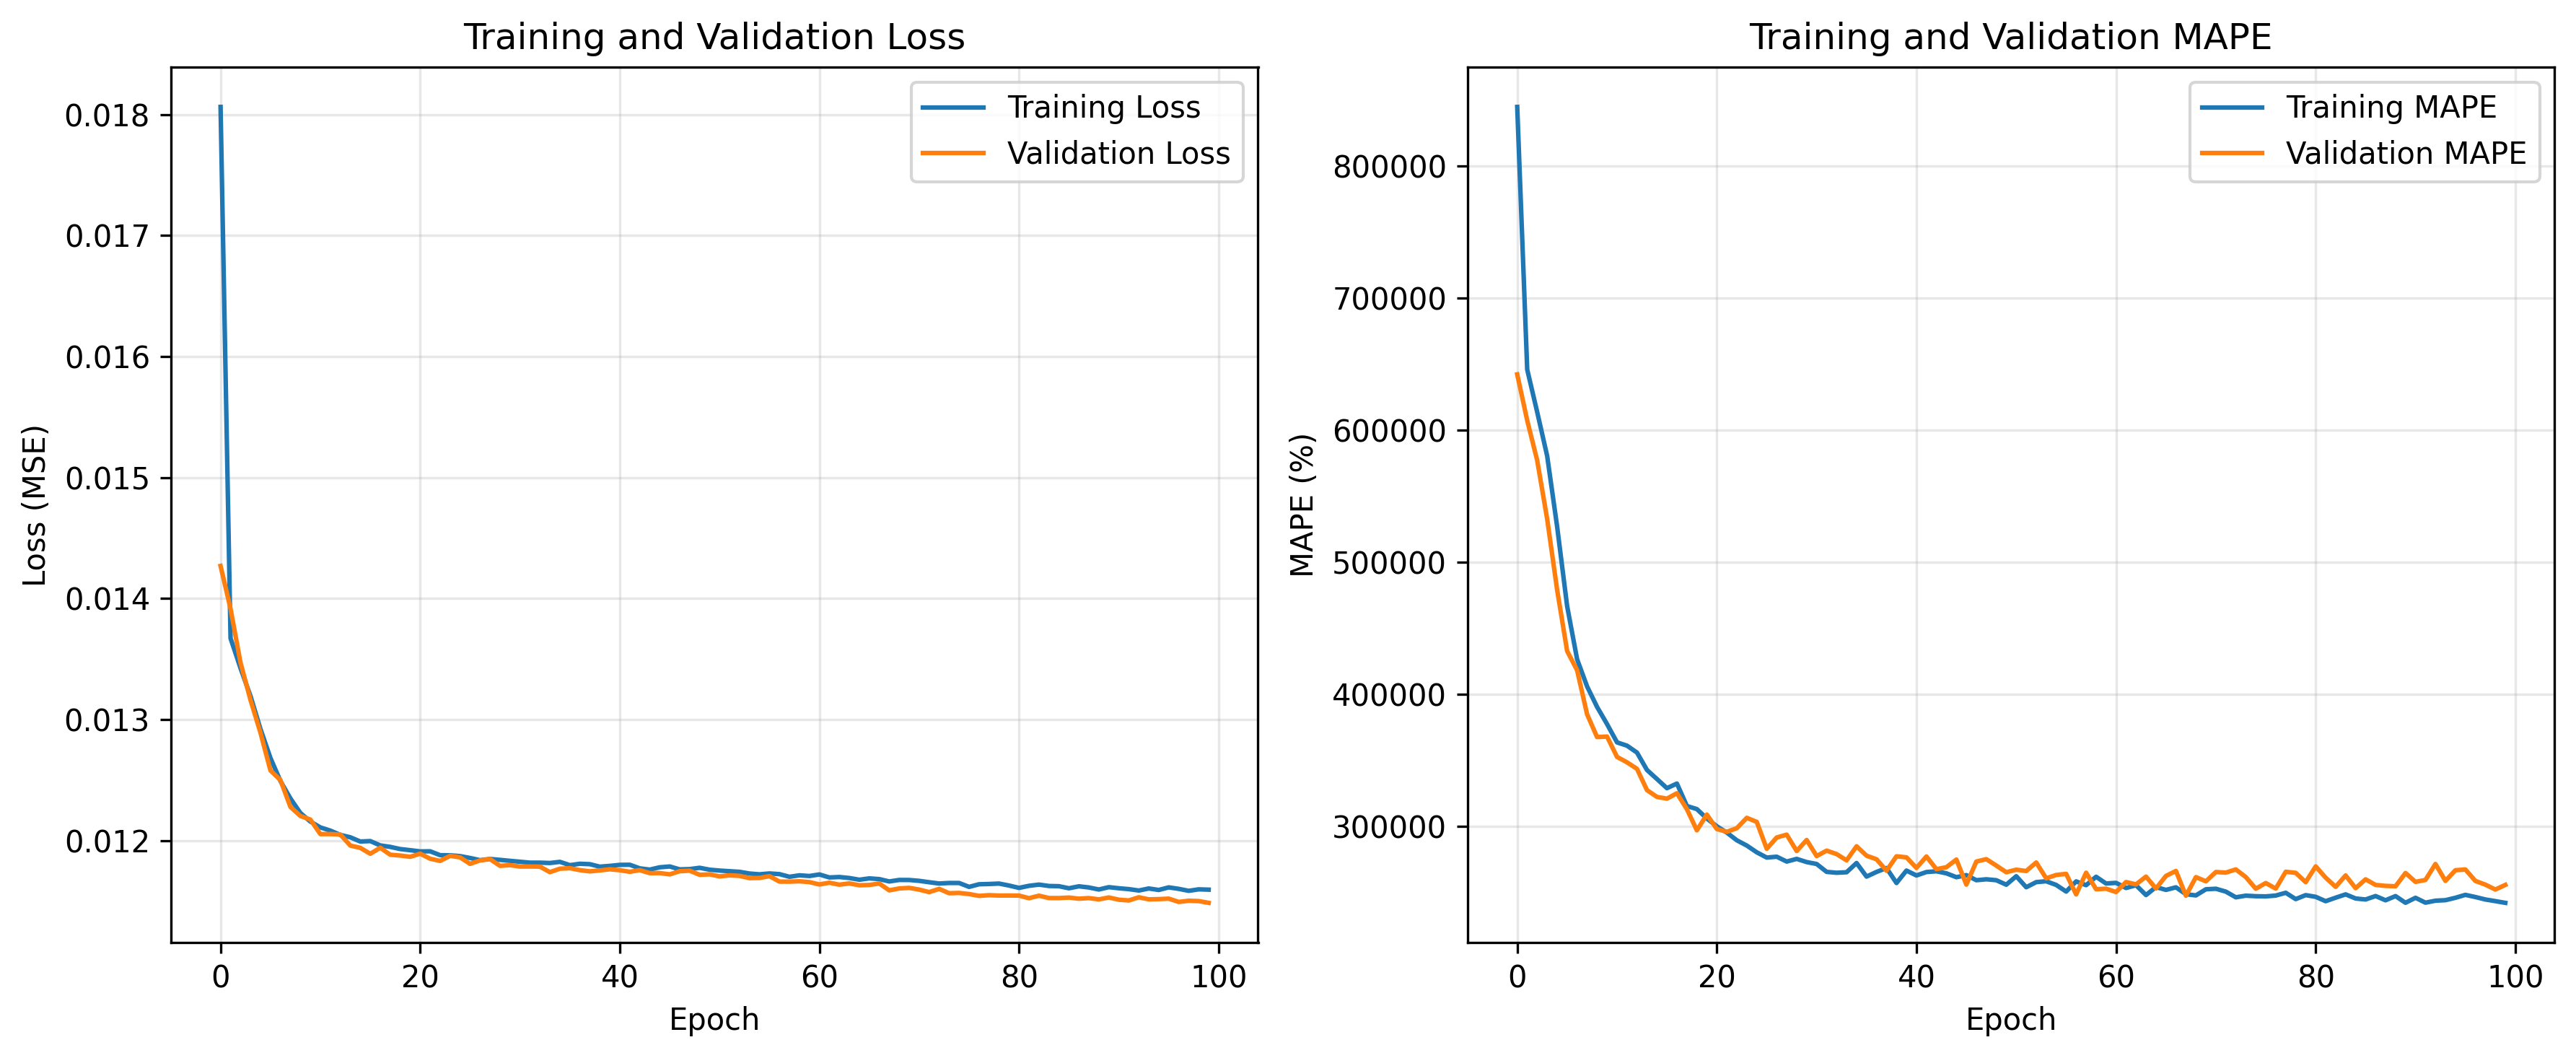 Training and Validation Loss
Training Loss
Validation Loss
0.018
0.017
0.016
0.015
0.014
0.013
0.012
Loss (MSE)
0 20 40 60 80 100
Epoch
Training and Validation MAPE
Training MAPE
Validation MAPE
800000
700000
600000
500000
400000
300000
MAPE (%)
0 20 40 60 80 100
Epoch